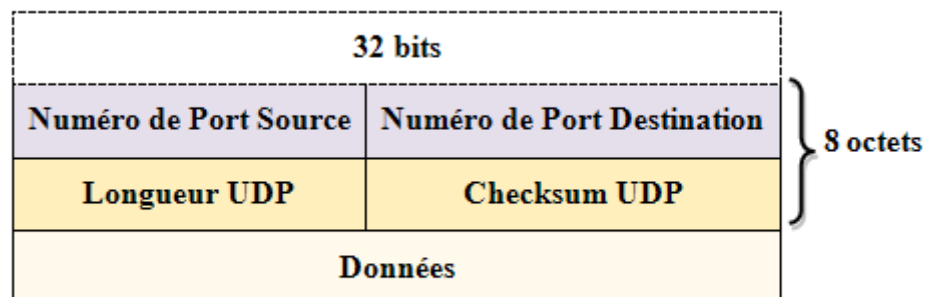 32 bits
Numéro de Port Source
Numéro de Port Destination
8 octets
Longueur UDP
Checksum UDP
Données